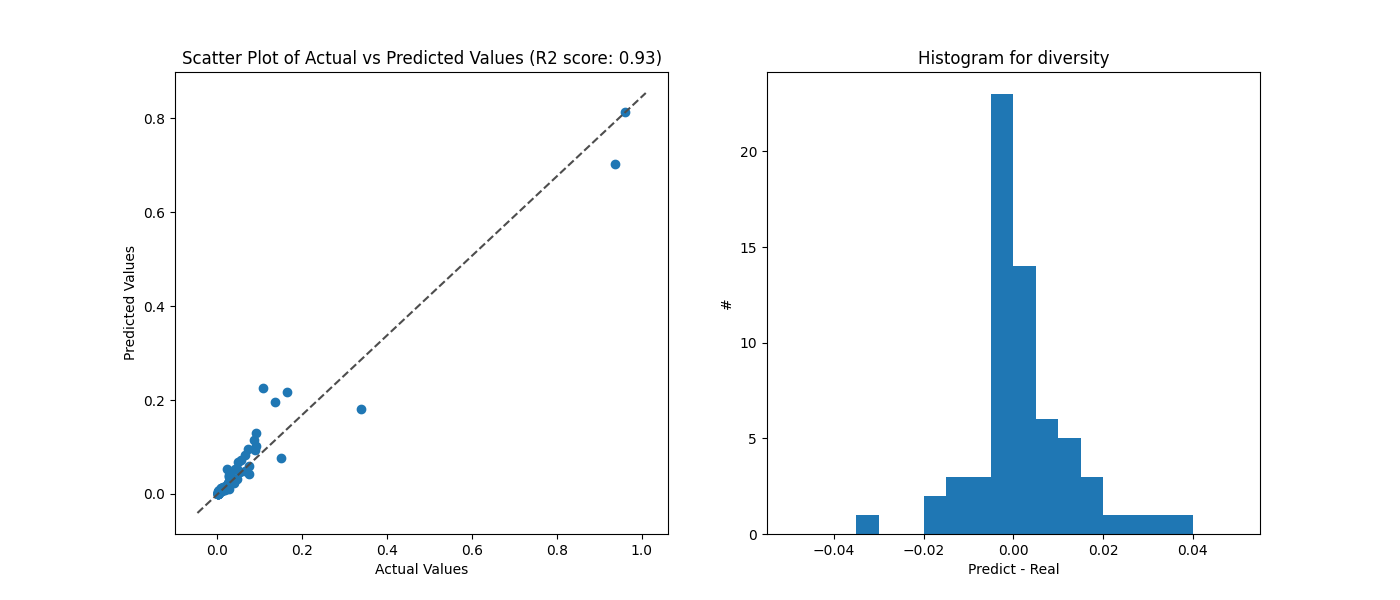 Scatter Plot of Actual vs Predicted Values (R2 score: 0.93)
0.8
0.6
0.4
0.2
0.0
Predicted Values
0.0 0.2 0.4 0.6 0.8 1.0
Actual Values
Histogram for diversity
20
15
10
5
0
#
−0.04 −0.02 0.00 0.02 0.04
Predict - Real